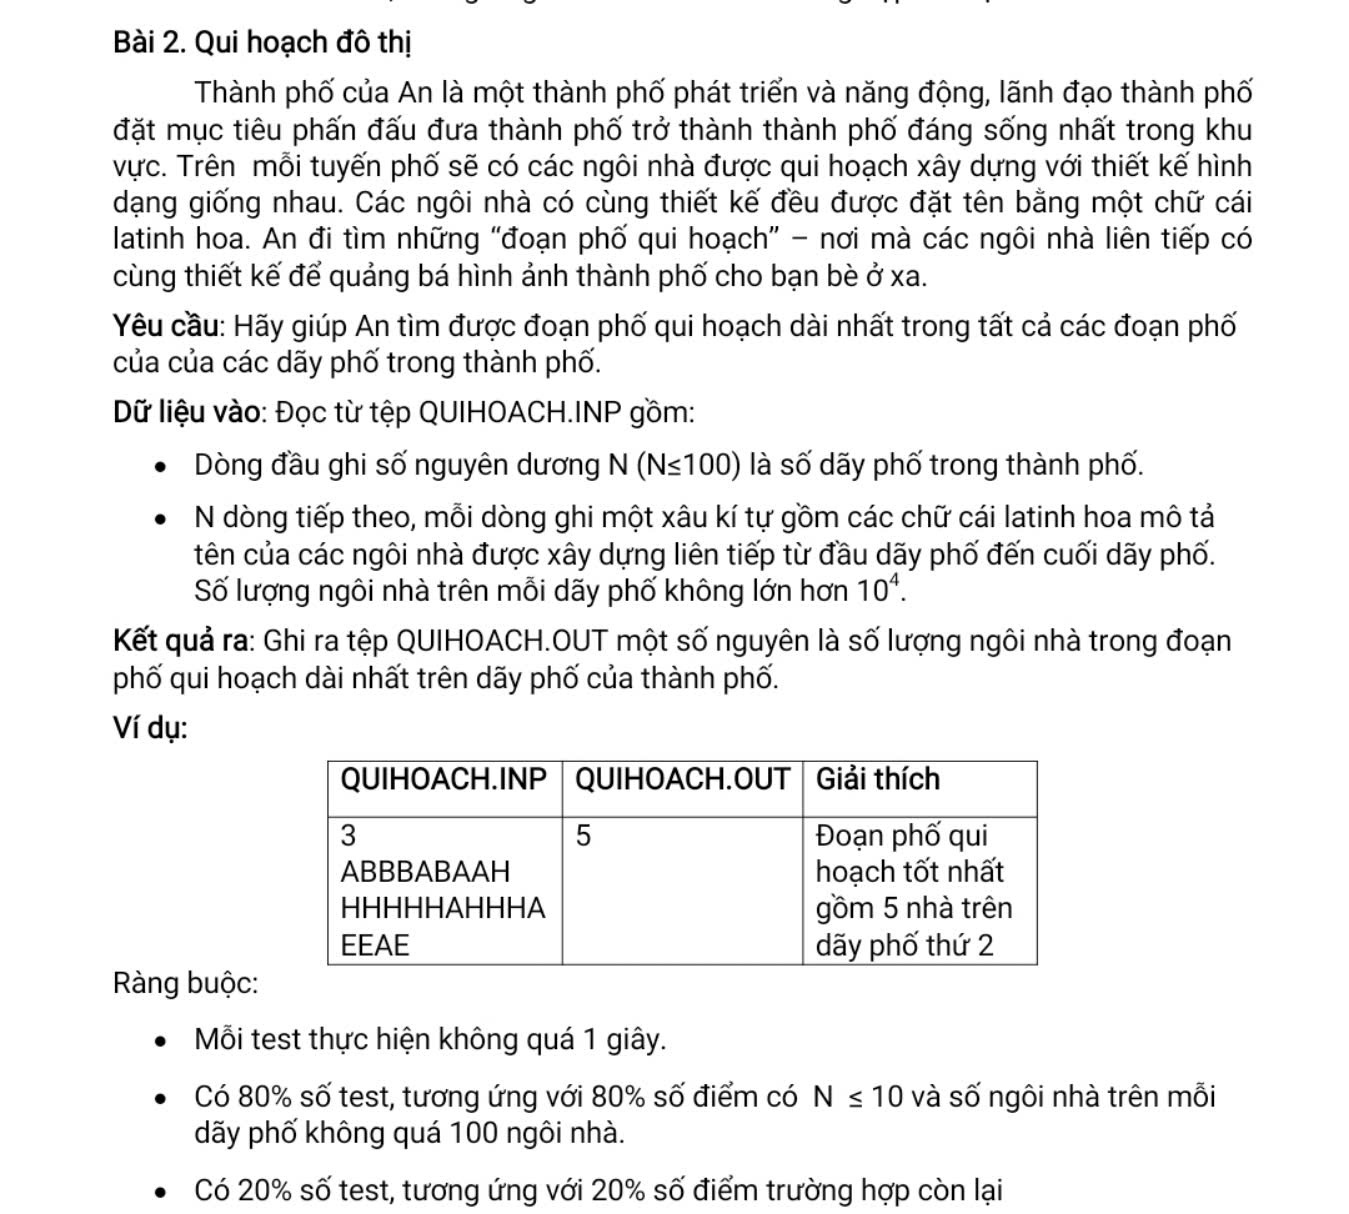 Bài 2. Qui hoạch đô thị
Thành phố của An là một thành phố phát triển và năng động, lãnh đạo thành phố
đặt mục tiêu phấn đấu đưa thành phố trở thành thành phố đáng sống nhất trong khu
vực. Trên mỗi tuyến phố sẽ có các ngôi nhà được qui hoạch xây dựng với thiết kế hình
dạng giống nhau. Các ngôi nhà có cùng thiết kế đều được đặt tên bằng một chữ cái
latinh hoa. An đi tìm những “đoạn phố qui hoạch” – nơi mà các ngôi nhà liên tiếp có
cùng thiết kế để quảng bá hình ảnh thành phố cho bạn bè ở xa.
Yêu cầu: Hãy giúp An tìm được đoạn phố qui hoạch dài nhất trong tất cả các đoạn phố
của của các dãy phố trong thành phố.
Dữ liệu vào: Đọc từ tệp QUIHOACH.INP gồm:
• Dòng đầu ghi số nguyên dương N (N≤100) là số dãy phố trong thành phố.
• N dòng tiếp theo, mỗi dòng ghi một xâu kí tự gồm các chữ cái latinh hoa mô tả
tên của các ngôi nhà được xây dựng liên tiếp từ đầu dãy phố đến cuối dãy phố.
Số lượng ngôi nhà trên mỗi dãy phố không lớn hơn 10⁴.
Kết quả ra: Ghi ra tệp QUIHOACH.OUT một số nguyên là số lượng ngôi nhà trong đoạn
phố qui hoạch dài nhất trên dãy phố của thành phố.
Ví dụ:
QUIHOACH.INP QUIHOACH.OUT Giải thích
3 5 Đoạn phố qui
ABBBABAAH hoạch tốt nhất
HHHHHAHHHA gồm 5 nhà trên
EEAE dãy phố thứ 2
Ràng buộc:
• Mỗi test thực hiện không quá 1 giây.
• Có 80% số test, tương ứng với 80% số điểm có N ≤ 10 và số ngôi nhà trên mỗi
dãy phố không quá 100 ngôi nhà.
• Có 20% số test, tương ứng với 20% số điểm trường hợp còn lại